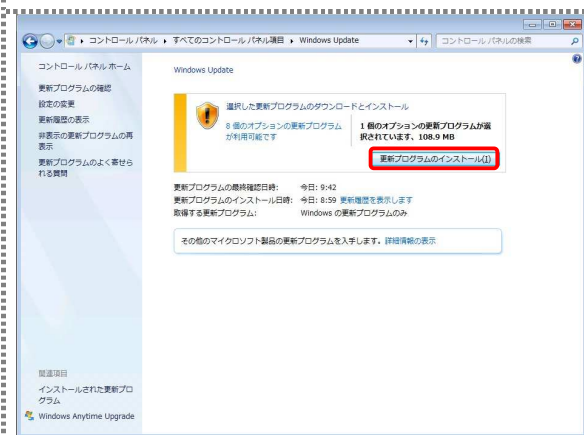 コントロール パネル ▸ すべてのコントロール パネル項目 ▸ Windows Update
コントロール パネルの検索
コントロール パネル ホーム
更新プログラムの確認
設定の変更
更新履歴の表示
非表示の更新プログラムの再
表示
更新プログラムのよく寄せら
れる質問
Windows Update
選択した更新プログラムのダウンロードとインストール
8 個のオプションの更新プログラム
が利用可能です
1 個のオプションの更新プログラムが選
択されています、108.9 MB
更新プログラムのインストール(I)
更新プログラムの最終確認日時: 今日: 9:42
更新プログラムのインストール日時: 今日: 8:59 更新履歴を表示します
取得する更新プログラム: Windows の更新プログラムのみ
その他のマイクロソフト製品の更新プログラムを入手します。詳細情報の表示
関連項目
インストールされた更新プロ
グラム
Windows Anytime Upgrade